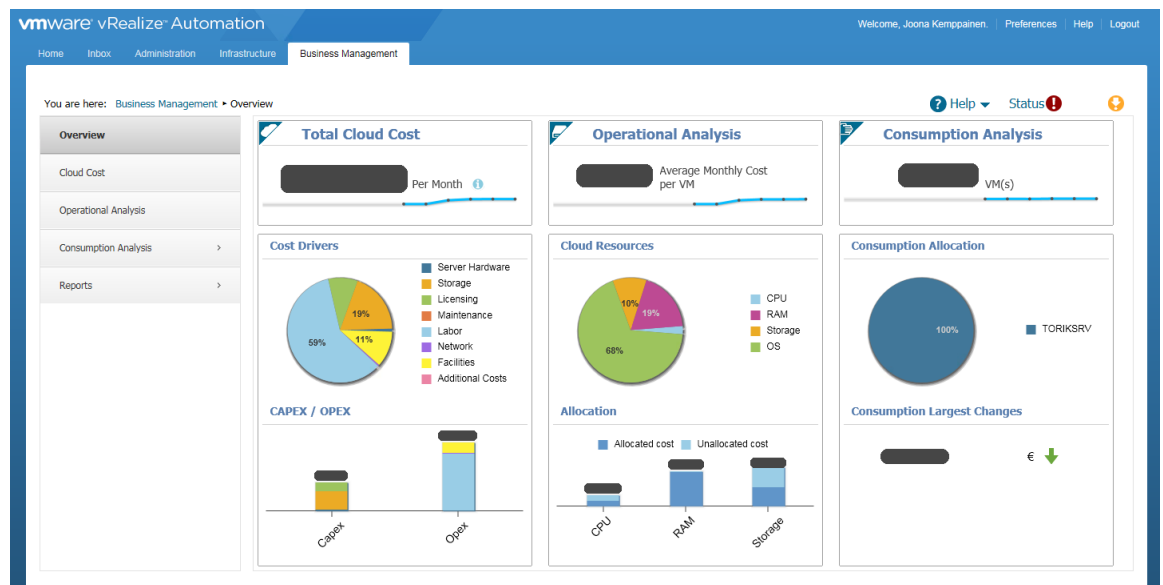 vmware vRealize™ Automation
Welcome, Joona Kemppainen. Preferences Help Logout
Home Inbox Administration Infrastructure Business Management
You are here: Business Management ▸ Overview
? Help Status !
Overview
Cloud Cost
Operational Analysis
Consumption Analysis >
Reports >
Total Cloud Cost
Per Month i
Operational Analysis
Average Monthly Cost
per VM
Consumption Analysis
VM(s)
Cost Drivers
19%
11%
59%
Server Hardware
Storage
Licensing
Maintenance
Labor
Network
Facilities
Additional Costs
Cloud Resources
10%
19%
68%
CPU
RAM
Storage
OS
Consumption Allocation
100%
TORIKSRV
CAPEX / OPEX
Capex
Opex
Allocation
Allocated cost Unallocated cost
CPU
RAM
Storage
Consumption Largest Changes
€